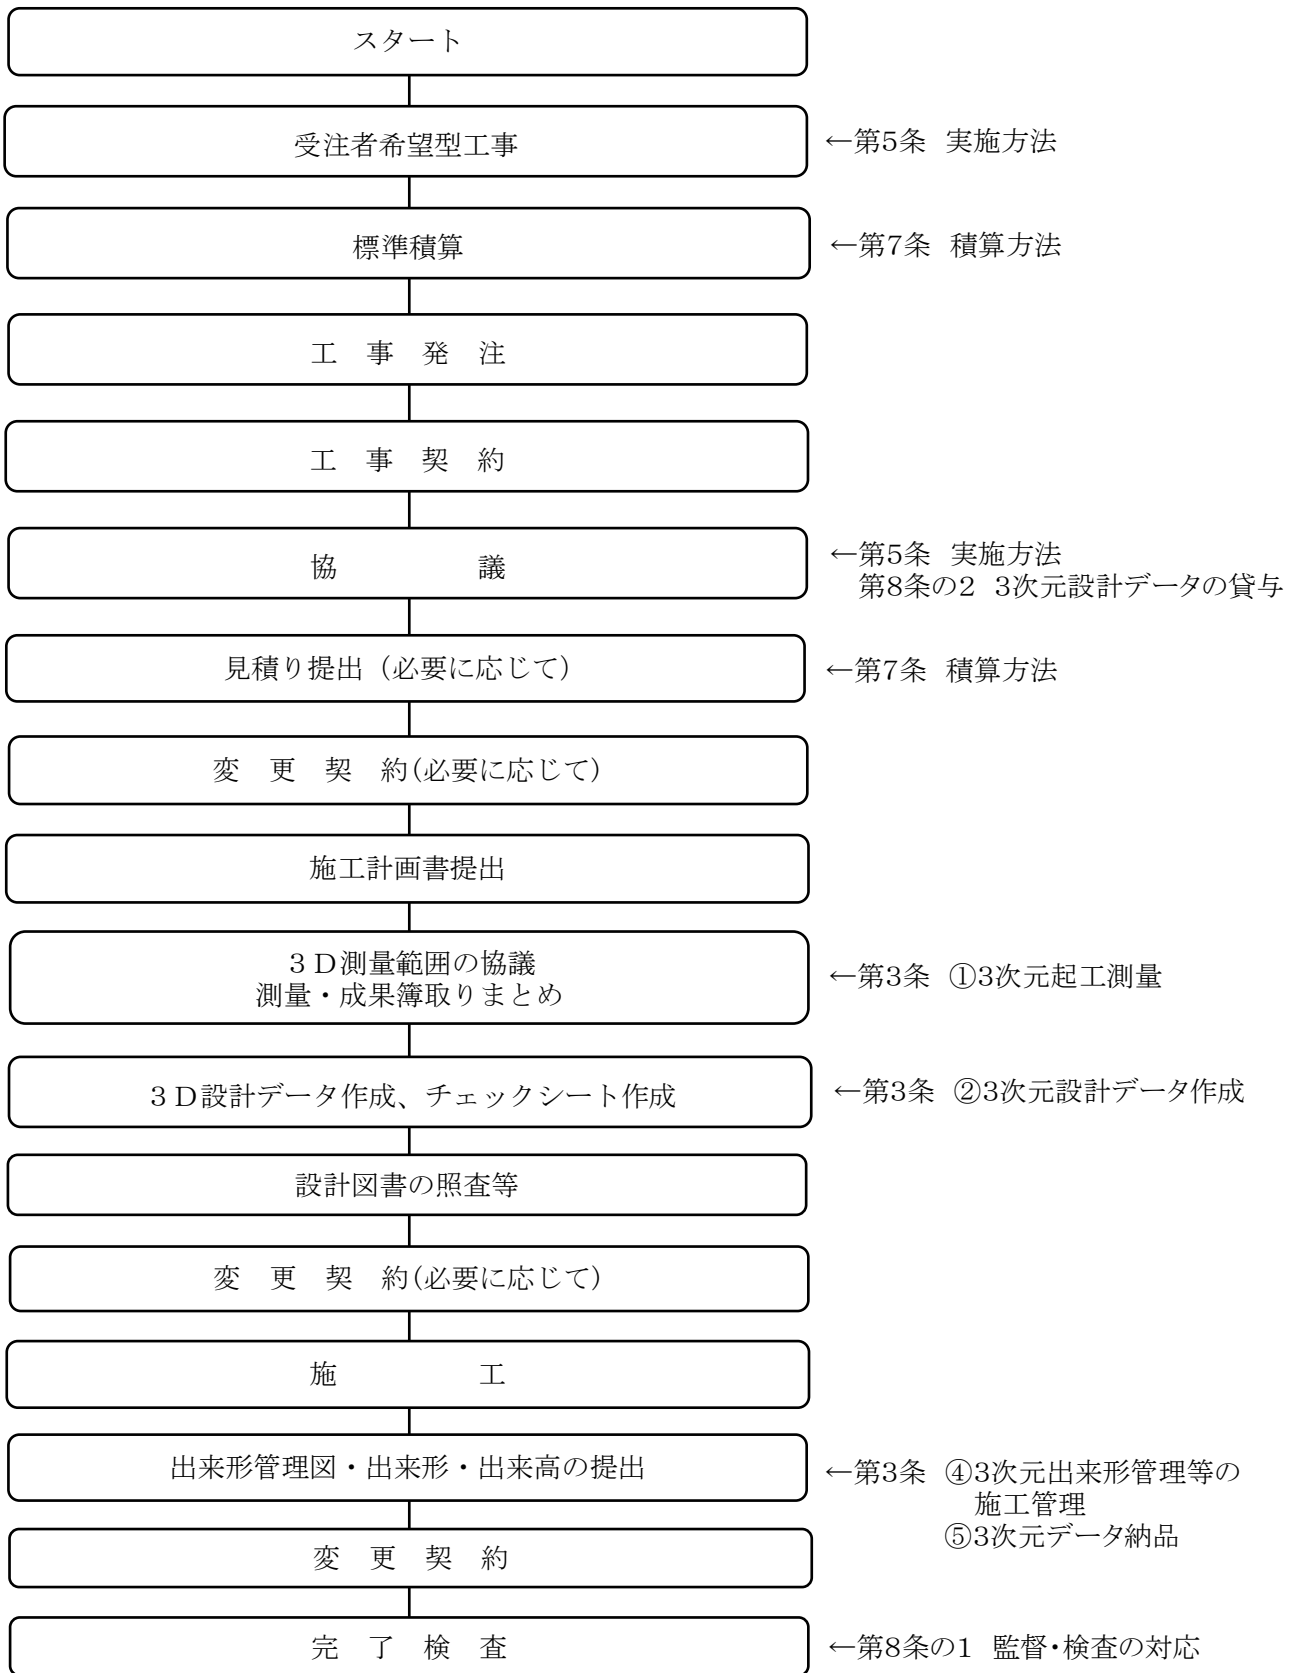 スタート
受注者希望型工事 ←第5条 実施方法
標準積算 ←第7条 積算方法
工 事 発 注
工 事 契 約
協 議 ←第5条 実施方法
第8条の2 3次元設計データの貸与
見積り提出（必要に応じて） ←第7条 積算方法
変 更 契 約(必要に応じて)
施工計画書提出
３Ｄ測量範囲の協議
測量・成果簿取りまとめ ←第3条 ①3次元起工測量
３Ｄ設計データ作成、チェックシート作成 ←第3条 ②3次元設計データ作成
設計図書の照査等
変 更 契 約(必要に応じて)
施 工
出来形管理図・出来形・出来高の提出 ←第3条 ④3次元出来形管理等の
施工管理
⑤3次元データ納品
変 更 契 約
完 了 検 査 ←第8条の1 監督・検査の対応